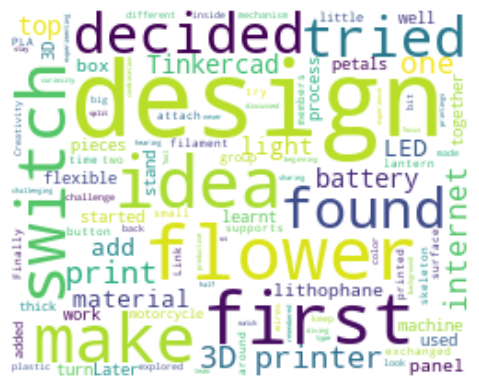 different inside mechanism little well
top PLA 3D decided tried
box Tinkercad petals one
design
Creativity big try process members bit together
pieces attach never filament light LED
time two group lantern made
flexible stand idea battery
switch challenge started small learnt found internet
challenging button back supports
add flower
Finally print Link color printed skeleton surface
material lithophane
thick work motorcycle first machine
added make keep exchanged used
3D printer panel
plastic turn Later explored around look
half